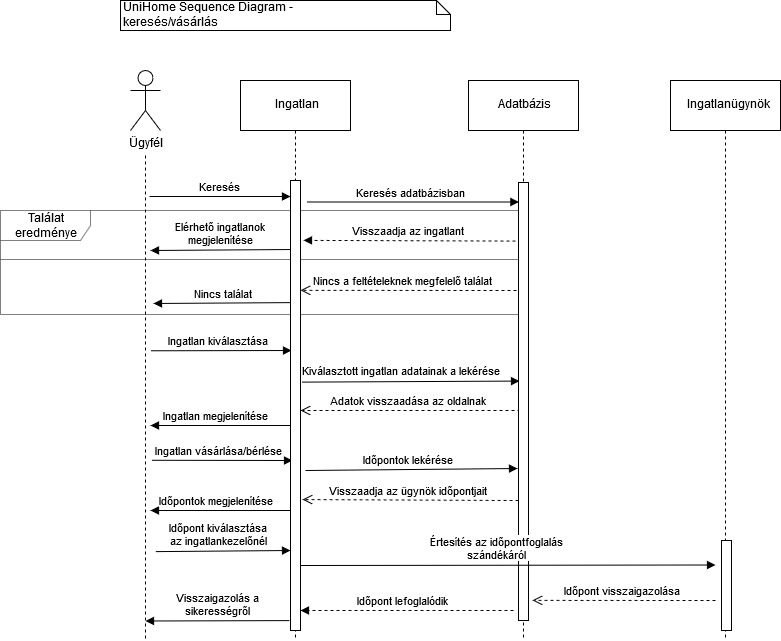 UniHome Sequence Diagram -
keresés/vásárlás
Ügyfél
Ingatlan
Adatbázis
Ingatlanügynök
Keresés
Keresés adatbázisban
Találat
eredménye
Elérhető ingatlanok
megjelenítése
Visszaadja az ingatlant
Nincs a feltételeknek megfelelő találat
Nincs találat
Ingatlan kiválasztása
Kiválasztott ingatlan adatainak a lekérése
Adatok visszaadása az oldalnak
Ingatlan megjelenítése
Ingatlan vásárlása/bérlése
Időpontok lekérése
Visszaadja az ügynök időpontjait
Időpontok megjelenítése
Időpont kiválasztása
az ingatlankezelőnél
Értesítés az időpontfoglalás
szándékáról
Időpont visszaigazolása
Időpont lefoglalódik
Visszaigazolás a
sikerességről